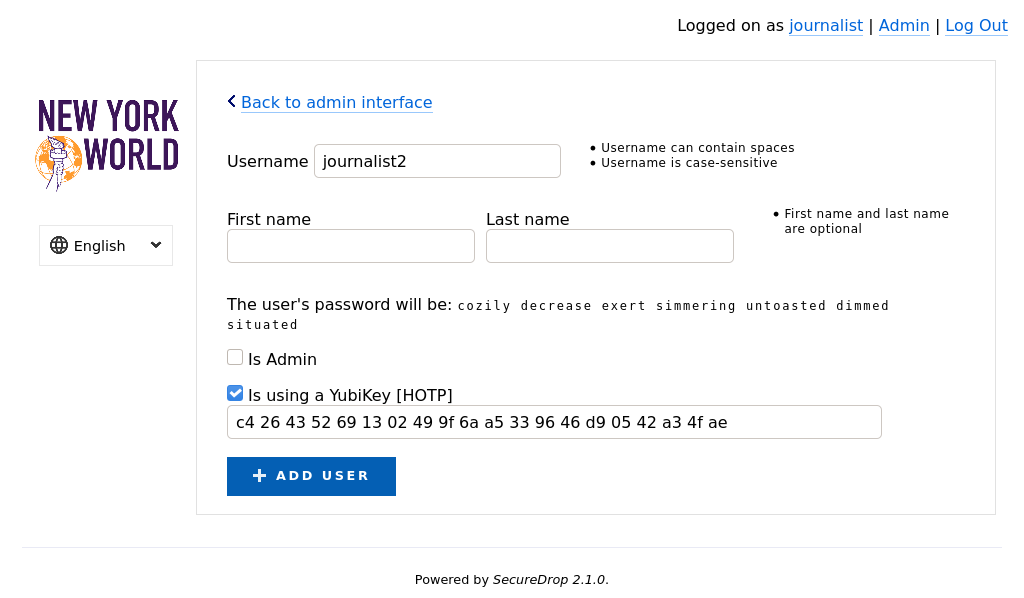 Logged on as journalist | Admin | Log Out
NEW YORK
WORLD
English
Back to admin interface
Username journalist2
• Username can contain spaces
• Username is case-sensitive
First name
Last name
• First name and last name
are optional
The user's password will be: cozily decrease exert simmering untoasted dimmed
situated
Is Admin
Is using a YubiKey [HOTP]
c4 26 43 52 69 13 02 49 9f 6a a5 33 96 46 d9 05 42 a3 4f ae
+ ADD USER
Powered by SecureDrop 2.1.0.